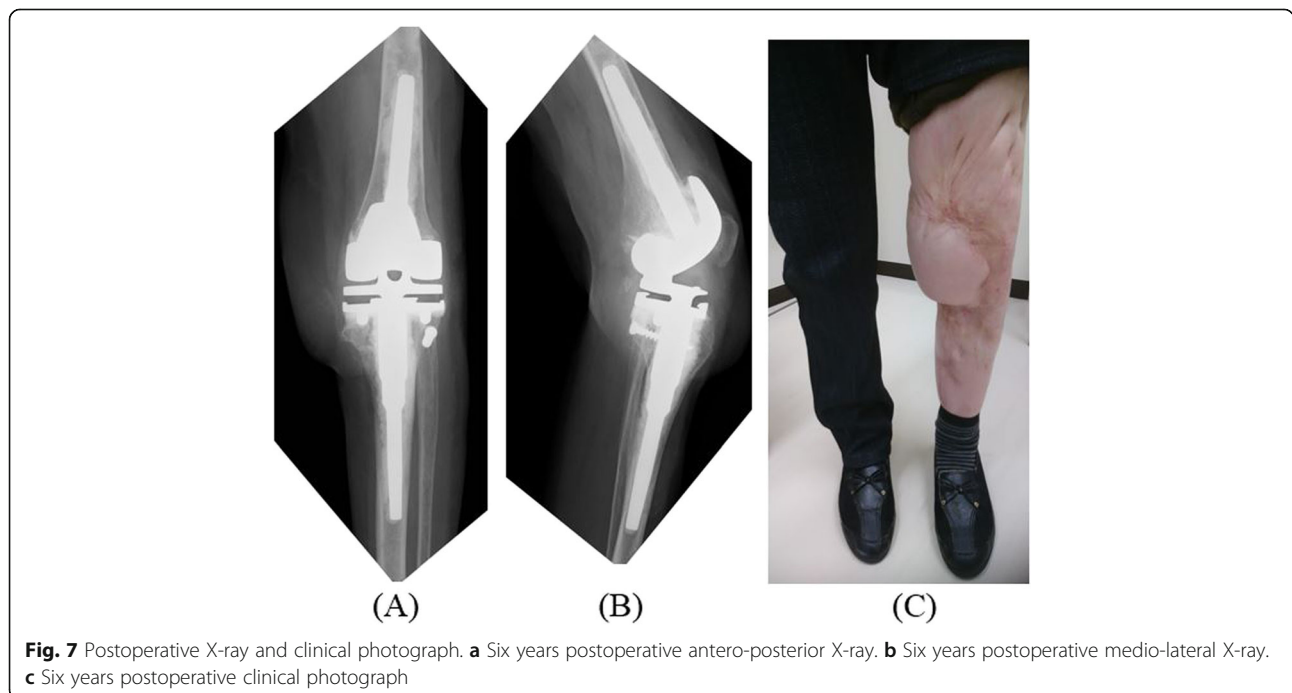 (A) (B) (C)
Fig. 7 Postoperative X-ray and clinical photograph. a Six years postoperative antero-posterior X-ray. b Six years postoperative medio-lateral X-ray.
c Six years postoperative clinical photograph